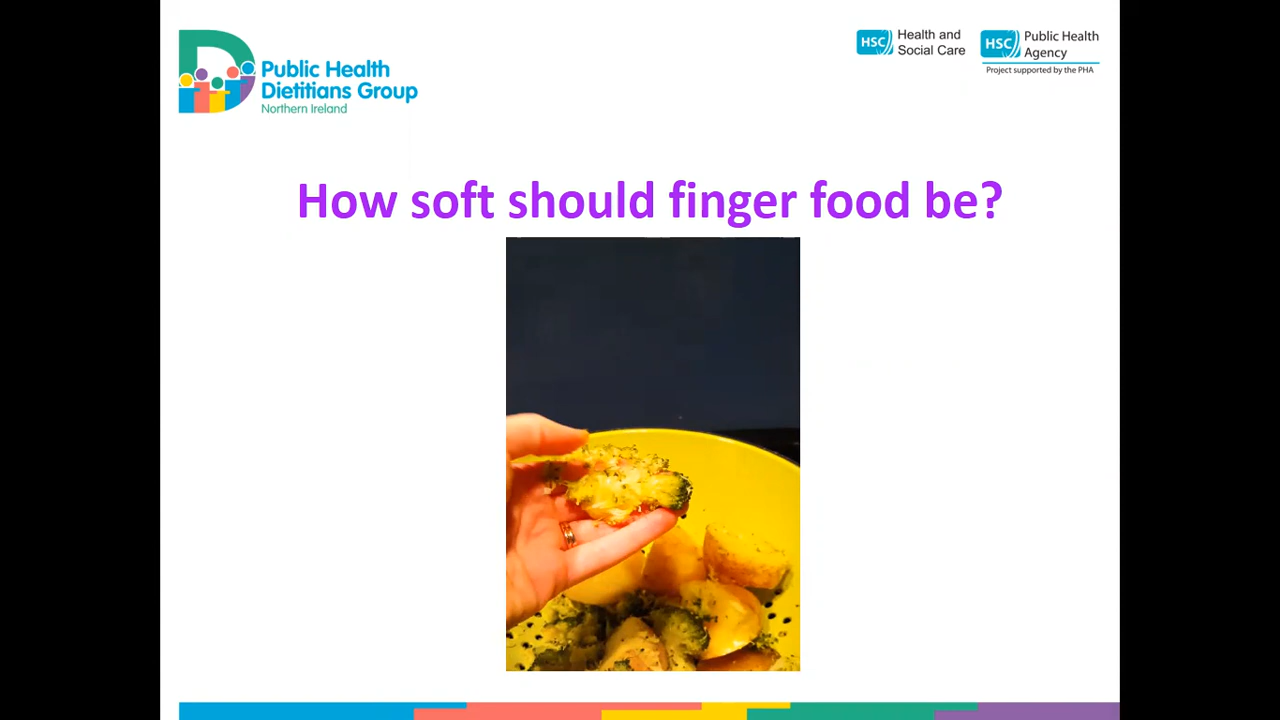 Public Health
Dietitians Group
Northern Ireland
HSC Health and
Social Care
HSC Public Health
Agency
Project supported by the PHA
How soft should finger food be?